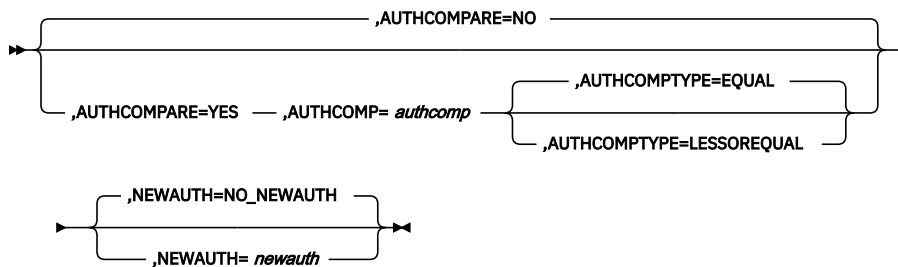 ,AUTHCOMPARE=NO
,AUTHCOMPTYPE=EQUAL
,AUTHCOMPARE=YES ,AUTHCOMP= authcomp
,AUTHCOMPTYPE=LESSOREQUAL
,NEWAUTH=NO_NEWAUTH
,NEWAUTH= newauth